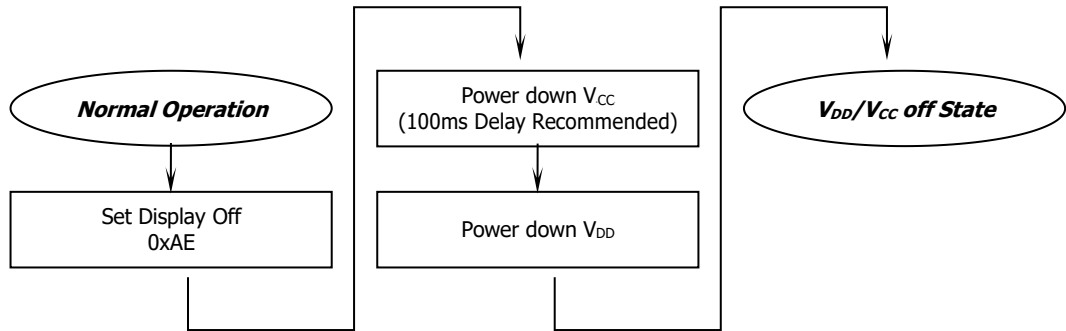 Normal Operation
Set Display Off
0xAE
Power down VCC
(100ms Delay Recommended)
Power down VDD
VDD/VCC off State